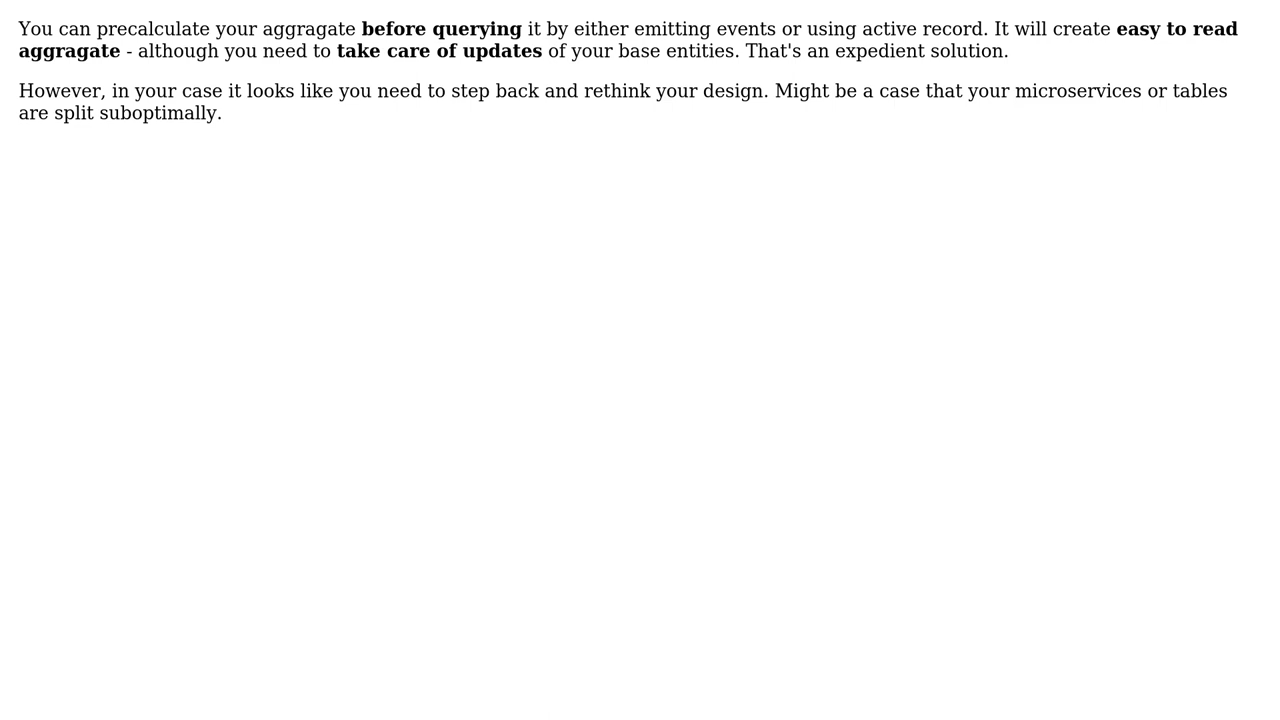 You can precalculate your aggragate before querying it by either emitting events or using active record. It will create easy to read
aggragate - although you need to take care of updates of your base entities. That's an expedient solution.
However, in your case it looks like you need to step back and rethink your design. Might be a case that your microservices or tables
are split suboptimally.